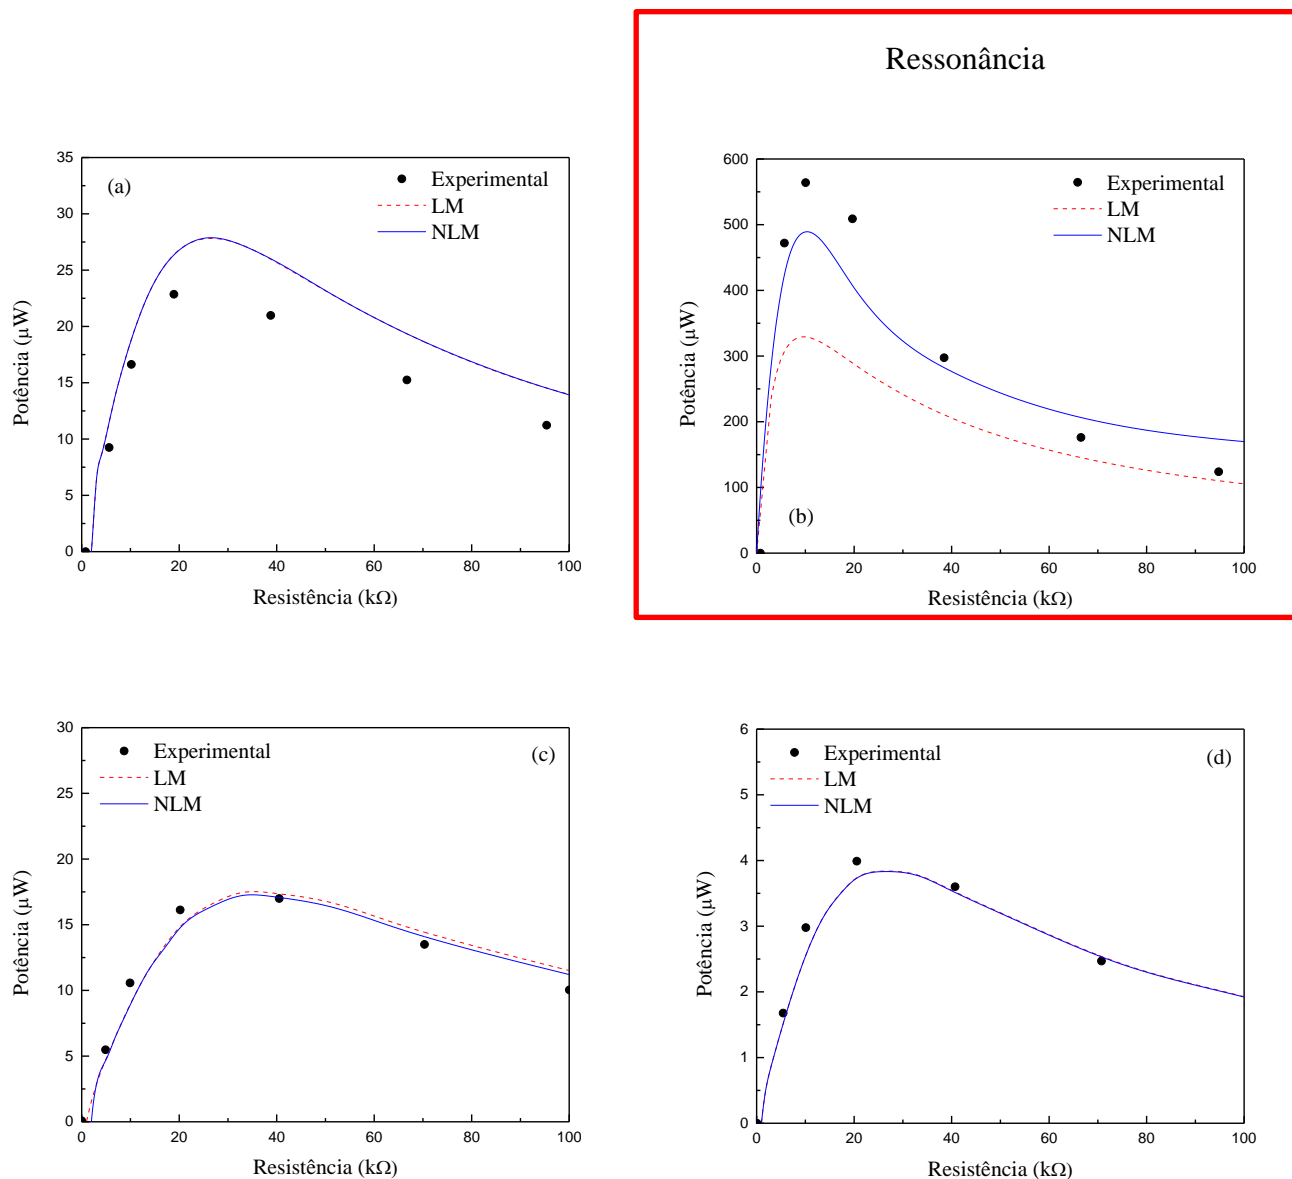 Ressonância
(a)
Experimental
LM
NLM
35
30
25
20
15
10
5
0
Potência (µW)
0 20 40 60 80 100
Resistência (kΩ)
Experimental
LM
NLM
600
500
400
300
200
100
0
Potência (µW)
(b)
0 20 40 60 80 100
Resistência (kΩ)
Experimental
LM
NLM
(c)
30
25
20
15
10
5
0
Potência (µW)
0 20 40 60 80 100
Resistência (kΩ)
Experimental
LM
NLM
(d)
6
5
4
3
2
1
0
Potência (µW)
0 20 40 60 80 100
Resistência (kΩ)